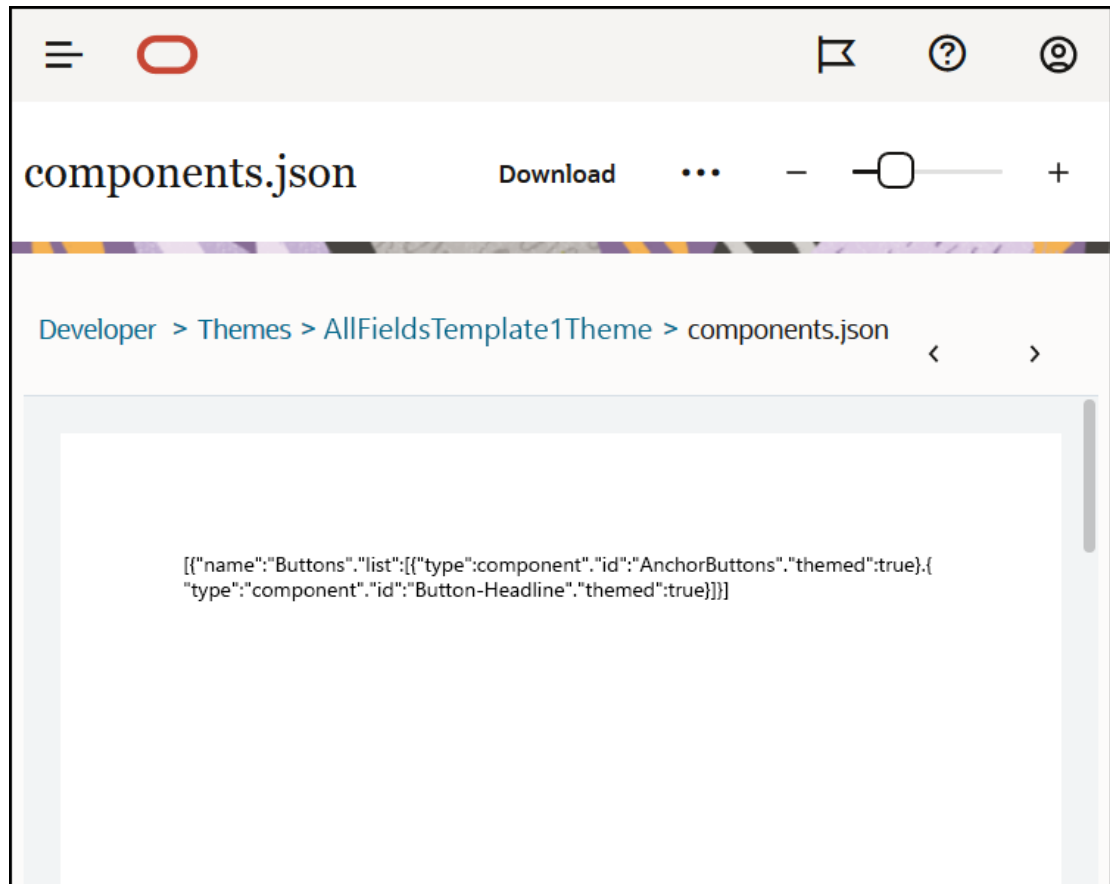 components.json Download ••• − +
Developer > Themes > AllFieldsTemplate1Theme > components.json
[{"name":"Buttons"."list":[{"type":component"."id":"AnchorButtons"."themed":true}.{
"type":"component"."id":"Button-Headline"."themed":true}]}]